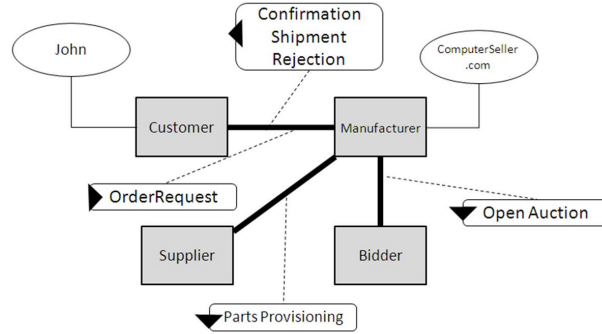 Confirmation
Shipment
Rejection
John
ComputerSeller
.com
Customer
Manufacturer
OrderRequest
Open Auction
Supplier
Bidder
Parts Provisioning